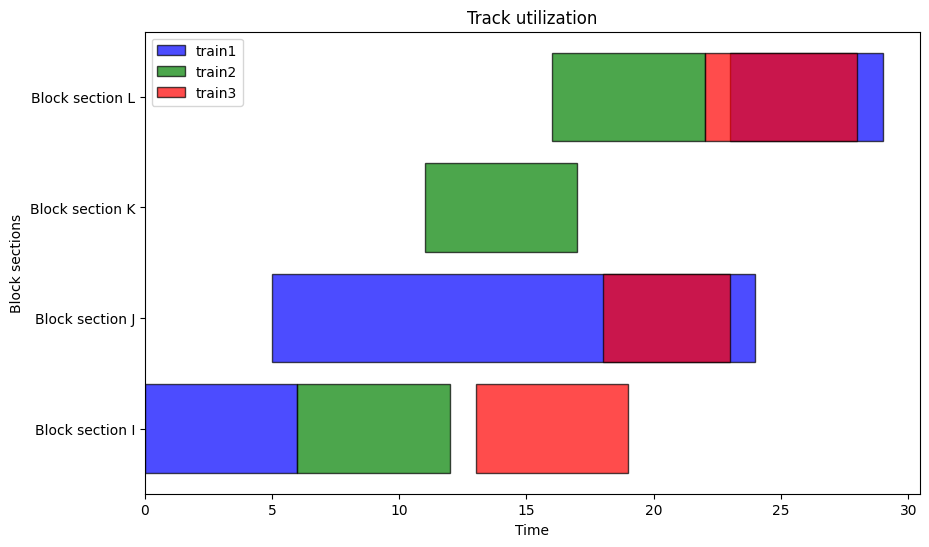 Track utilization
train1
train2
train3
Block section L
Block section K
Block section J
Block section I
Block sections
0 5 10 15 20 25 30
Time